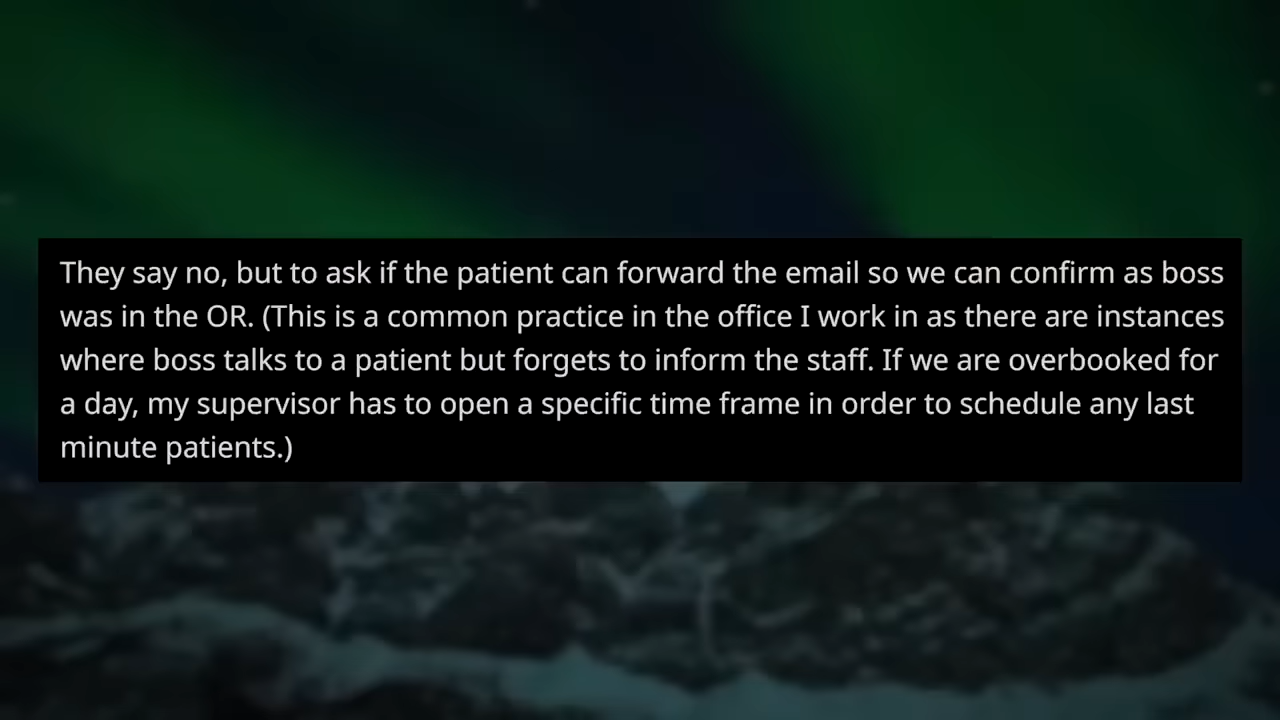 They say no, but to ask if the patient can forward the email so we can confirm as boss
was in the OR. (This is a common practice in the office I work in as there are instances
where boss talks to a patient but forgets to inform the staff. If we are overbooked for
a day, my supervisor has to open a specific time frame in order to schedule any last
minute patients.)